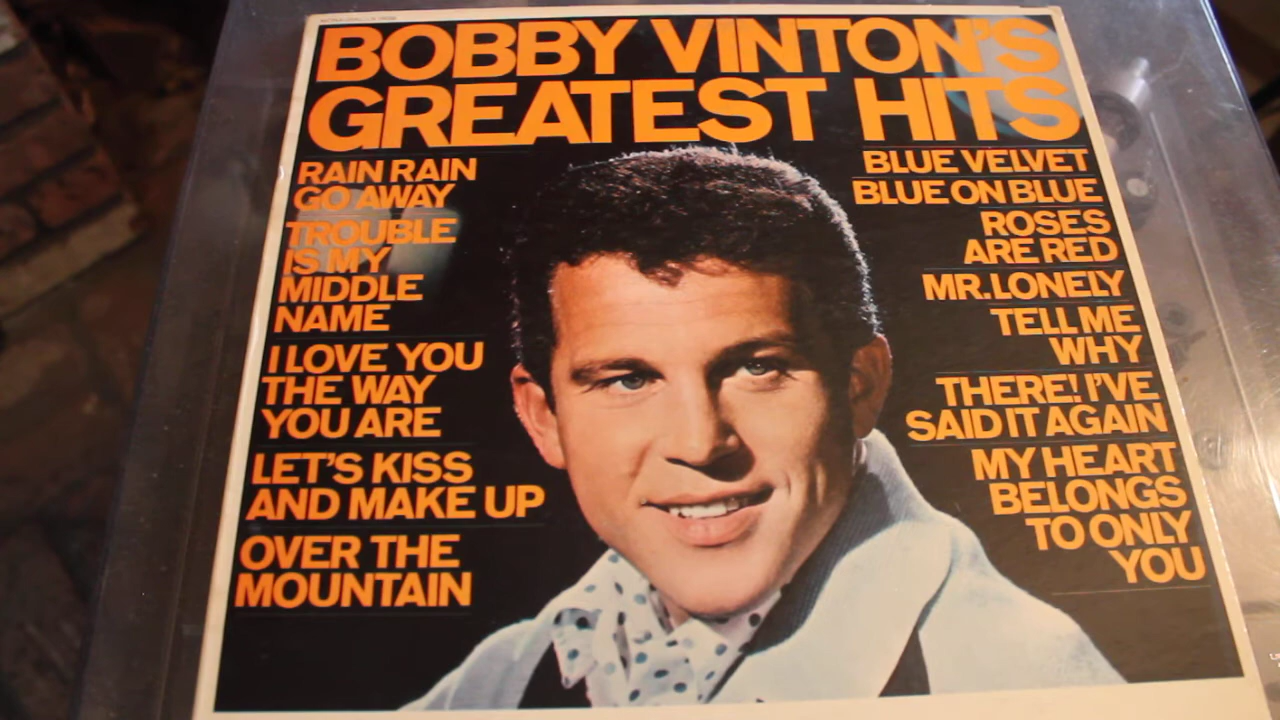 BOBBY VINTON'S
GREATEST HITS
RAIN RAIN
GO AWAY
TROUBLE
IS MY
MIDDLE
NAME
I LOVE YOU
THE WAY
YOU ARE
LET'S KISS
AND MAKE UP
OVER THE
MOUNTAIN
BLUE VELVET
BLUE ON BLUE
ROSES
ARE RED
MR. LONELY
TELL ME
WHY
THERE! I'VE
SAID IT AGAIN
MY HEART
BELONGS
TO ONLY
YOU